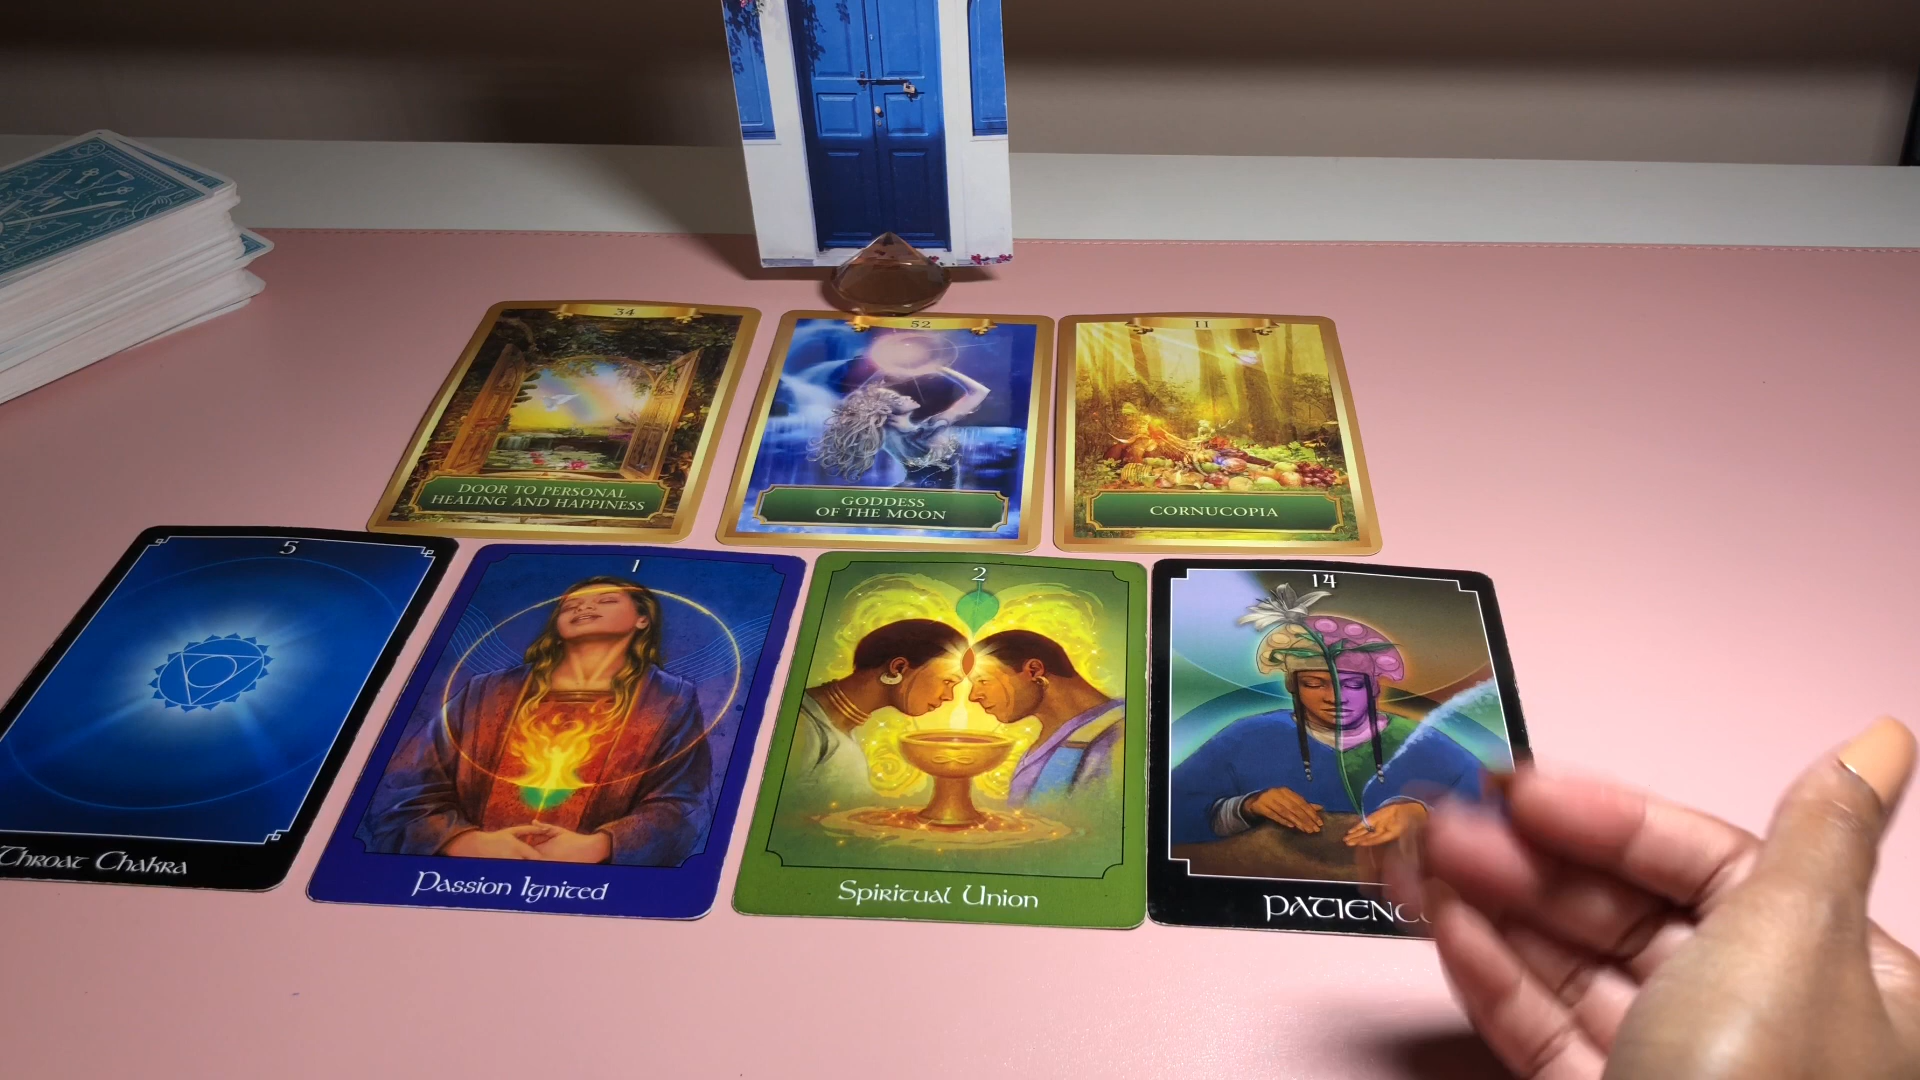 34
DOOR TO PERSONAL
HEALING AND HAPPINESS
52
GODDESS
OF THE MOON
11
CORNUCOPIA
5
Throat Chakra
1
Passion Ignited
2
Spiritual Union
14
PATIENC